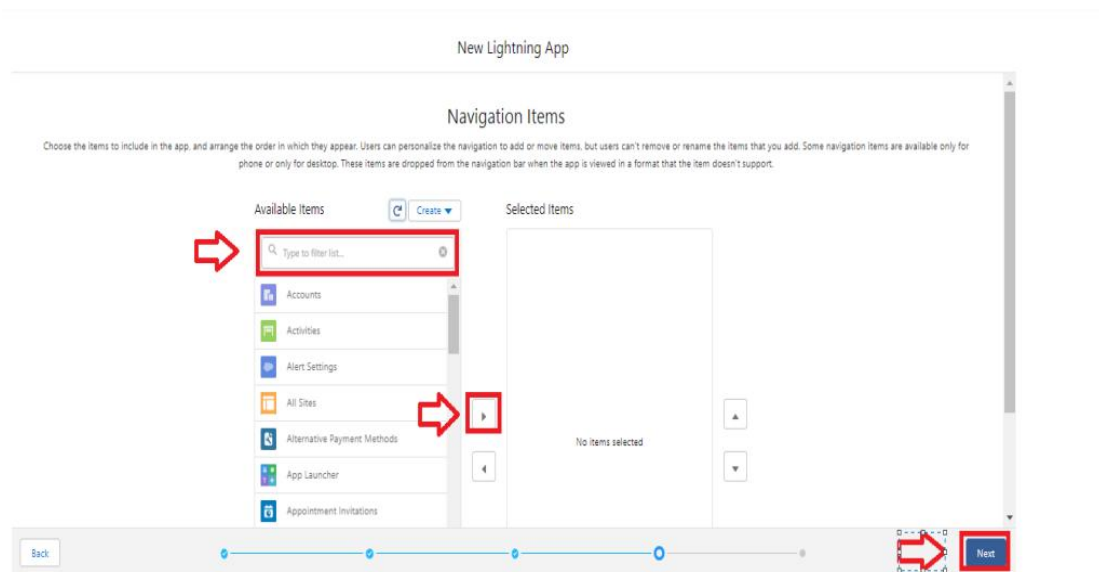 New Lightning App
Navigation Items
Choose the items to include in the app, and arrange the order in which they appear. Users can personalize the navigation to add or move items, but users can't remove or rename the items that you add. Some navigation items are available only for
phone or only for desktop. These items are dropped from the navigation bar when the app is viewed in a format that the item doesn't support.
Available Items
Create
Selected Items
Type to filter list...
Accounts
Activities
Alert Settings
All Sites
Alternative Payment Methods
No items selected
App Launcher
Appointment Invitations
Back
Next